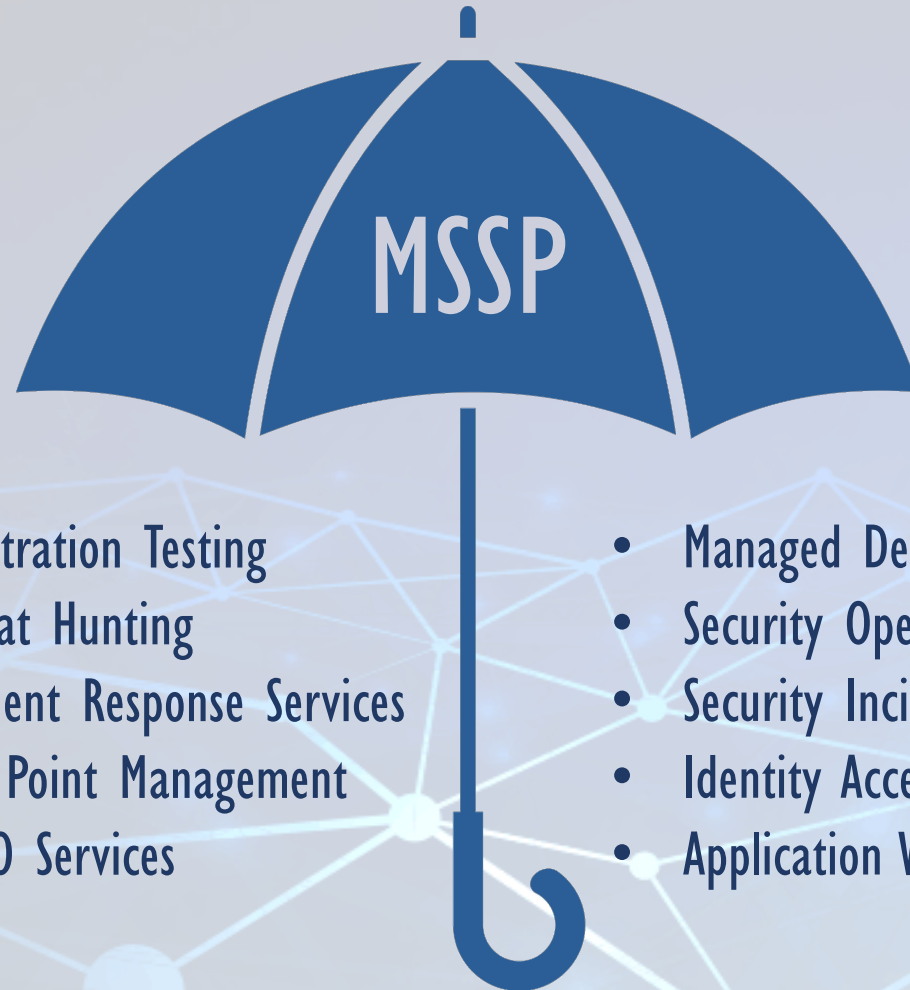 MSSP
tration Testing
at Hunting
ent Response Services
Point Management
Services
• Managed De
• Security Ope
• Security Inci
• Identity Acce
• Application